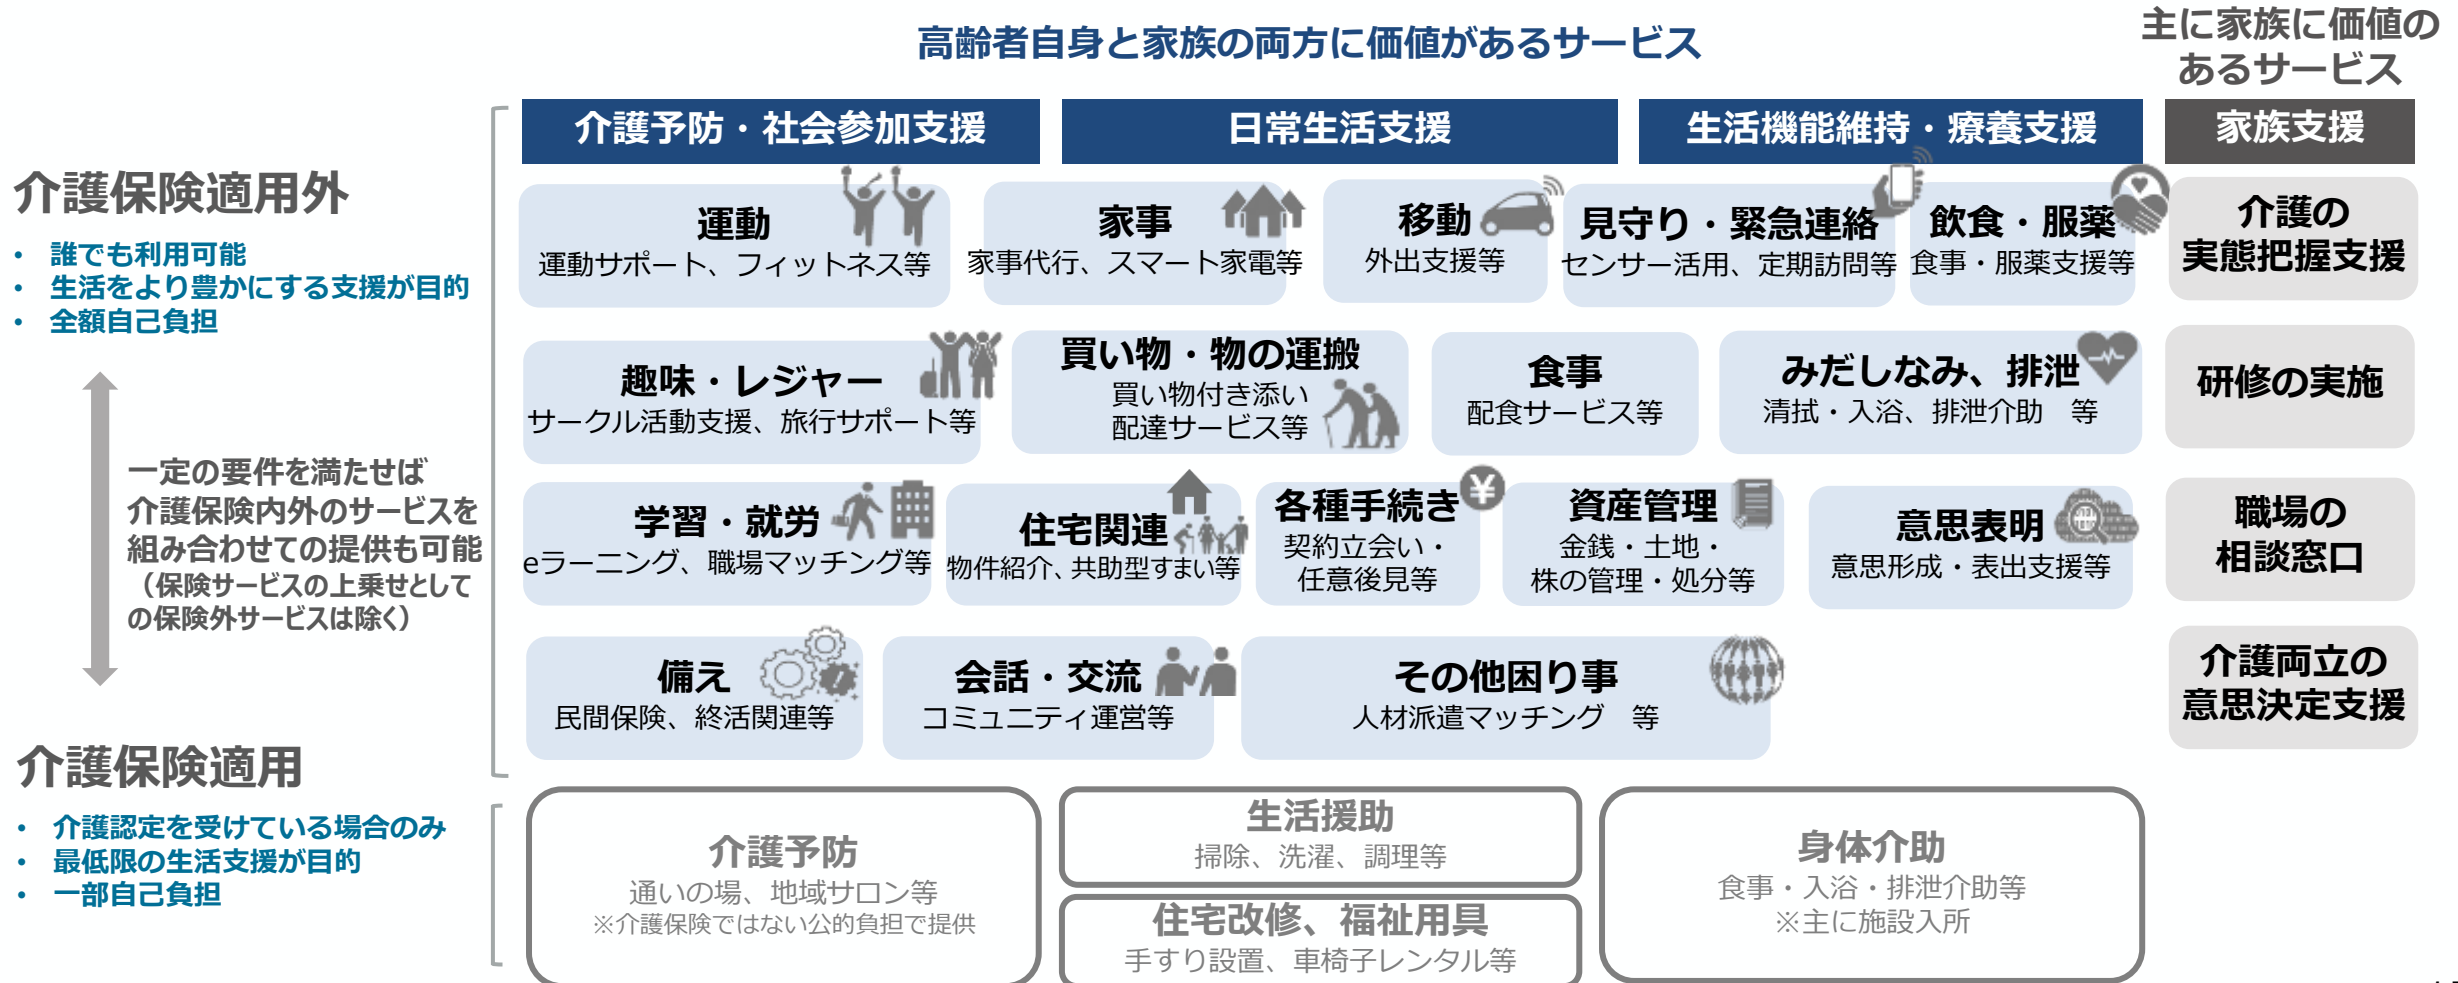 高齢者自身と家族の両方に価値があるサービス
主に家族に価値の
あるサービス
介護予防・社会参加支援
日常生活支援
生活機能維持・療養支援
家族支援
介護保険適用外
• 誰でも利用可能
• 生活をより豊かにする支援が目的
• 全額自己負担
一定の要件を満たせば
介護保険内外のサービスを
組み合わせての提供も可能
（保険サービスの上乗せとして
の保険外サービスは除く）
介護保険適用
• 介護認定を受けている場合のみ
• 最低限の生活支援が目的
• 一部自己負担
運動
運動サポート、フィットネス等
家事
家事代行、スマート家電等
移動
外出支援等
見守り・緊急連絡
センサー活用、定期訪問等
飲食・服薬
食事・服薬支援等
介護の
実態把握支援
趣味・レジャー
サークル活動支援、旅行サポート等
買い物・物の運搬
買い物付き添い
配達サービス等
食事
配食サービス等
みだしなみ、排泄
清拭・入浴、排泄介助　等
研修の実施
学習・就労
eラーニング、職場マッチング等
住宅関連
物件紹介、共助型すまい等
各種手続き
¥
契約立会い・
任意後見等
資産管理
金銭・土地・
株の管理・処分等
意思表明
意思形成・表出支援等
職場の
相談窓口
備え
民間保険、終活関連等
会話・交流
コミュニティ運営等
その他困り事
人材派遣マッチング　等
介護両立の
意思決定支援
介護予防
通いの場、地域サロン等
※介護保険ではない公的負担で提供
生活援助
掃除、洗濯、調理等
住宅改修、福祉用具
手すり設置、車椅子レンタル等
身体介助
食事・入浴・排泄介助等
※主に施設入所